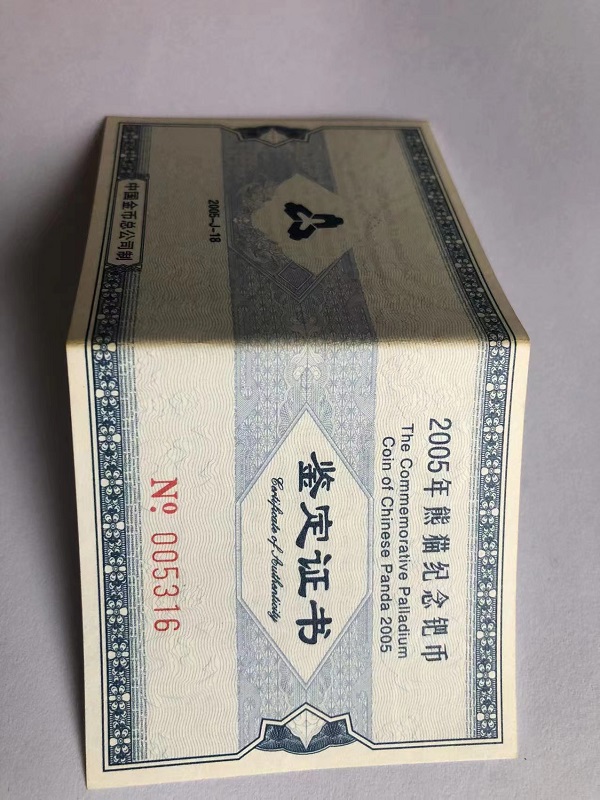 2005年熊猫纪念钯币
The Commemorative Palladium
Coin of Chinese Panda 2005
鉴定证书
Certificate of Authenticity
Nº 005316
2005-J-18
中国金币总公司制